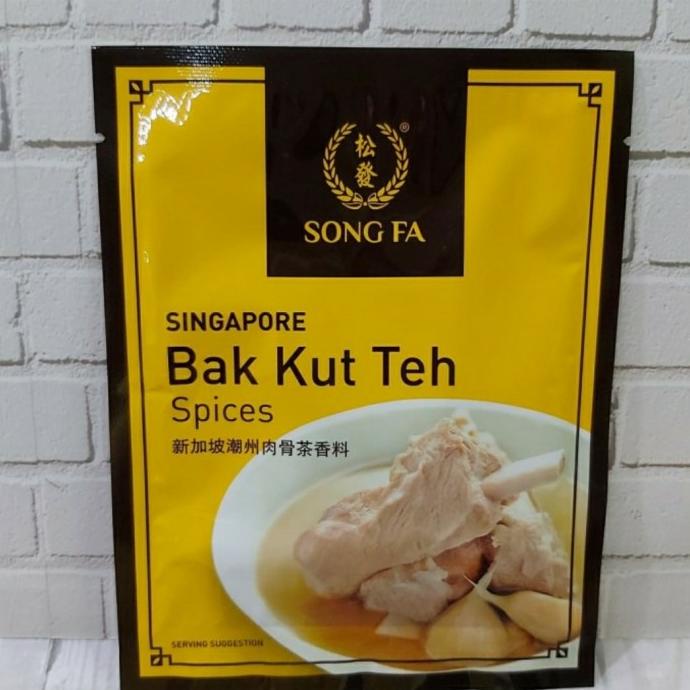 松
發
®
SONG FA
SINGAPORE
Bak Kut Teh
Spices
新加坡潮州肉骨茶香料
SERVING SUGGESTION